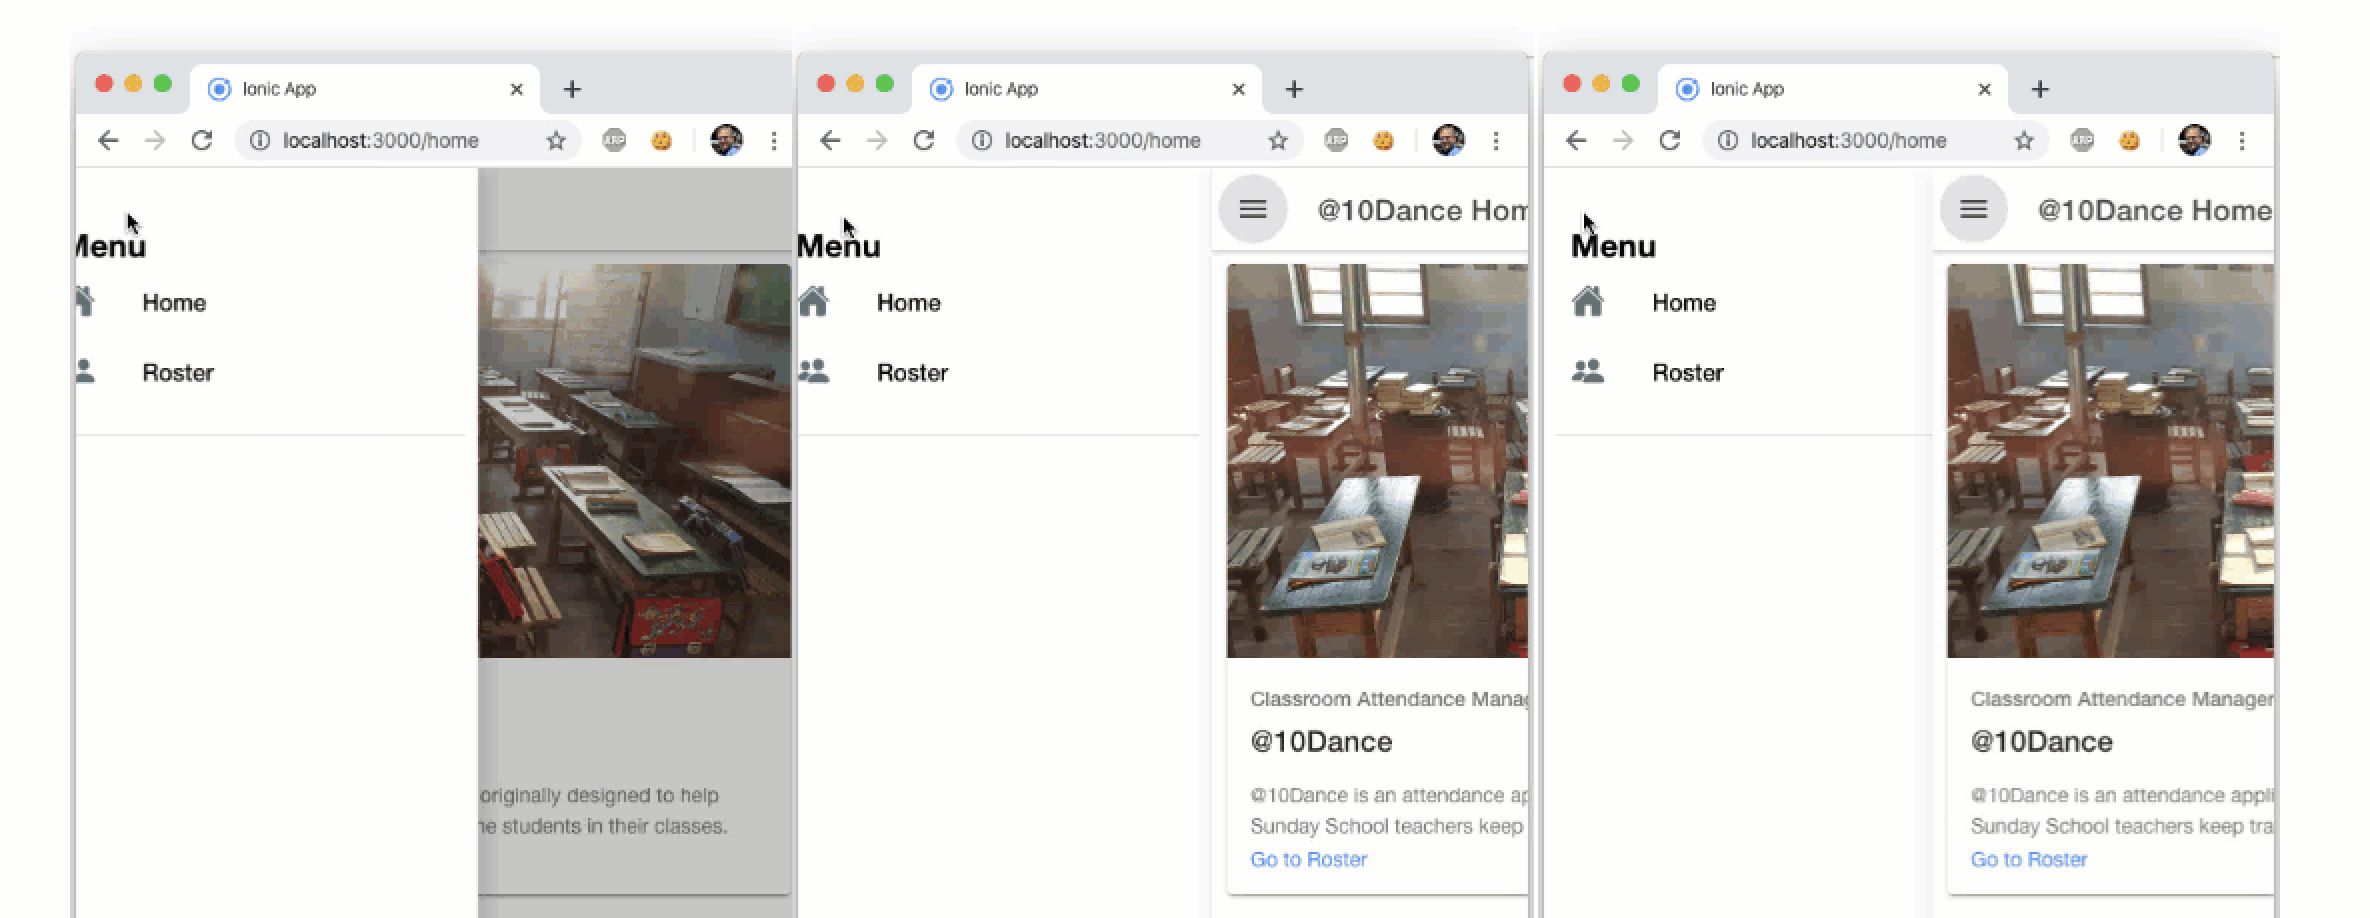 Ionic App
localhost:3000/home
Menu
Home
Roster
originally designed to help
students in their classes.
Ionic App
localhost:3000/home
Menu
Home
Roster
@10Dance Hom
Classroom Attendance Manag
@10Dance
@10Dance is an attendance ap
Sunday School teachers keep
Go to Roster
Ionic App
localhost:3000/home
Menu
Home
Roster
@10Dance Home
Classroom Attendance Manager
@10Dance
@10Dance is an attendance appli
Sunday School teachers keep tra
Go to Roster